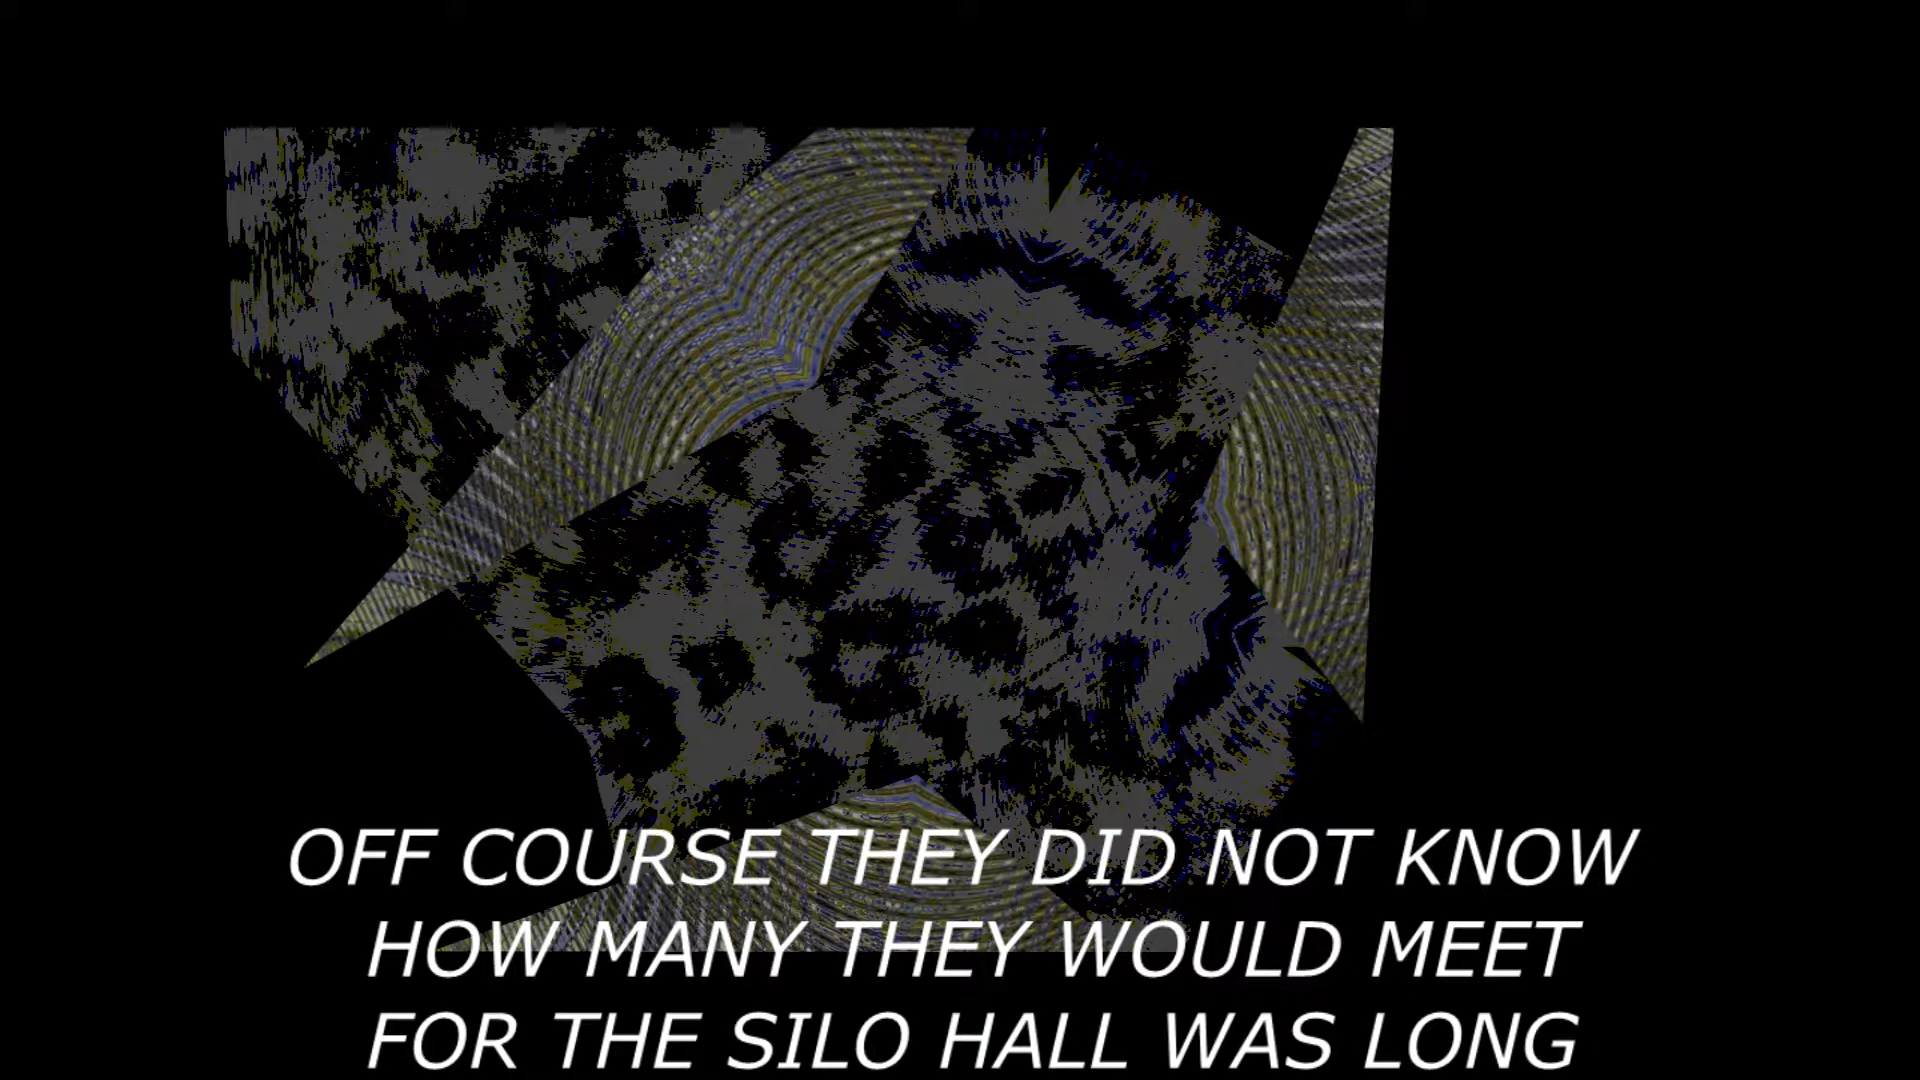 OFF COURSE THEY DID NOT KNOW
HOW MANY THEY WOULD MEET
FOR THE SILO HALL WAS LONG